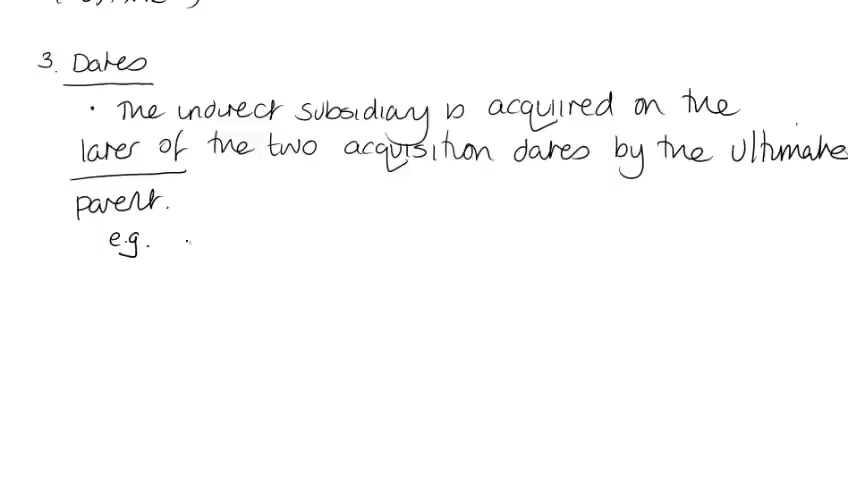 3. Dates
• The indirect subsidiary is acquired on the
later of the two acquisition dates by the ultimate
parent.
e.g.